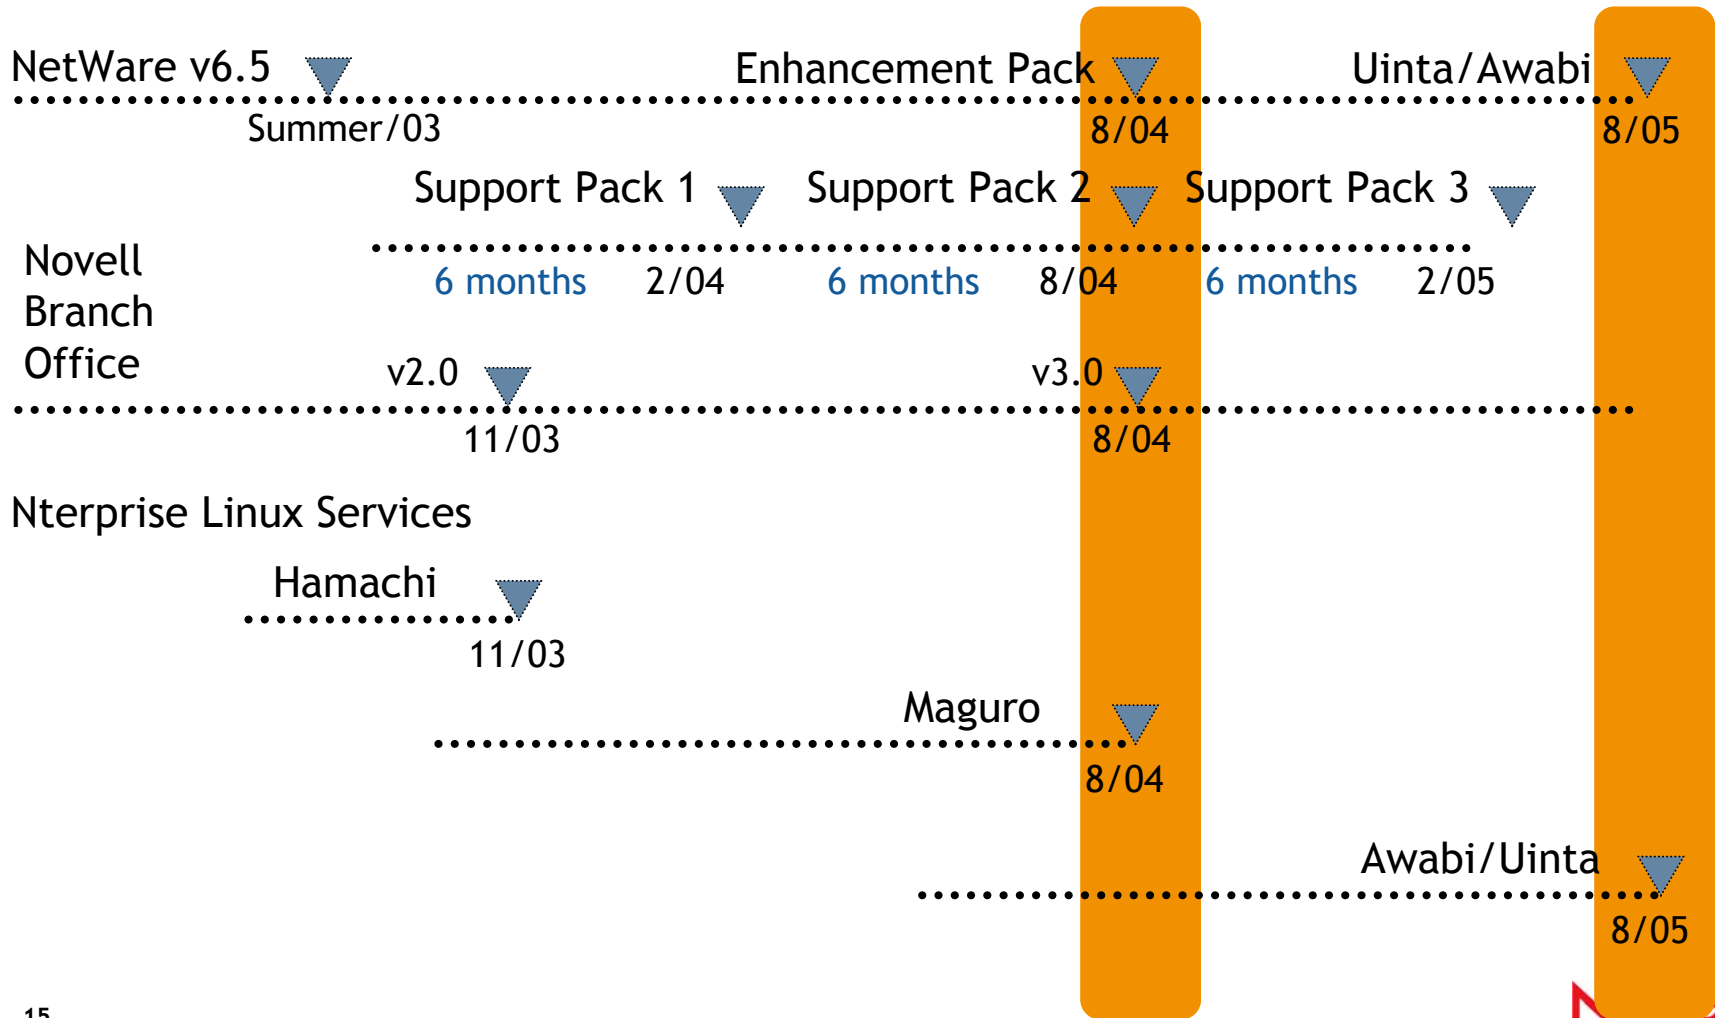 NetWare v6.5 Enhancement Pack Uinta/Awabi
Summer/03 8/04 8/05
Support Pack 1 Support Pack 2 Support Pack 3
6 months 2/04 6 months 8/04 6 months 2/05
Novell
Branch
Office
v2.0 v3.0
11/03 8/04
Nterprise Linux Services
Hamachi
11/03
Maguro
8/04
Awabi/Uinta
8/05
15